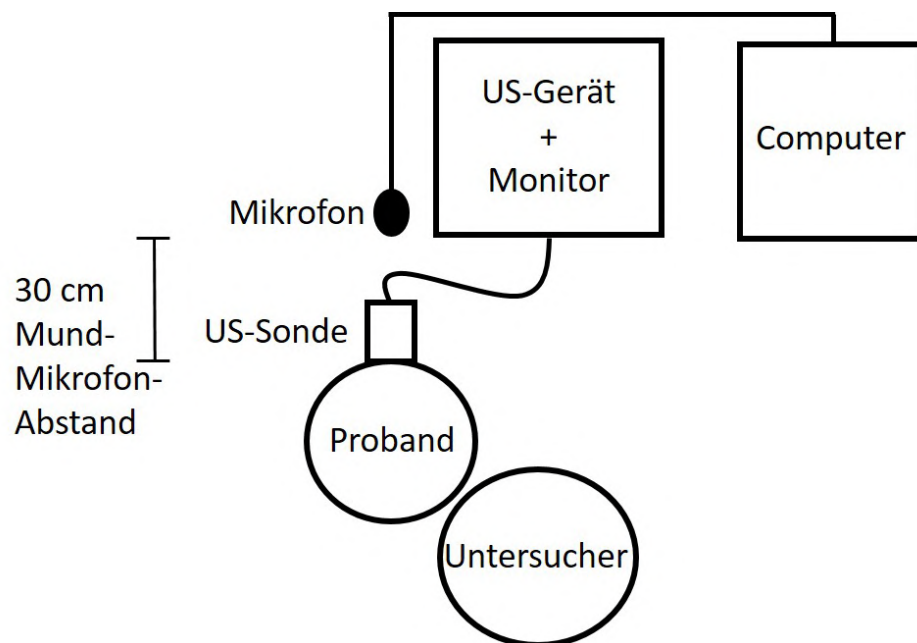 US-Gerät
+
Monitor
Computer
Mikrofon
30 cm
Mund-
Mikrofon-
Abstand
US-Sonde
Proband
Untersucher